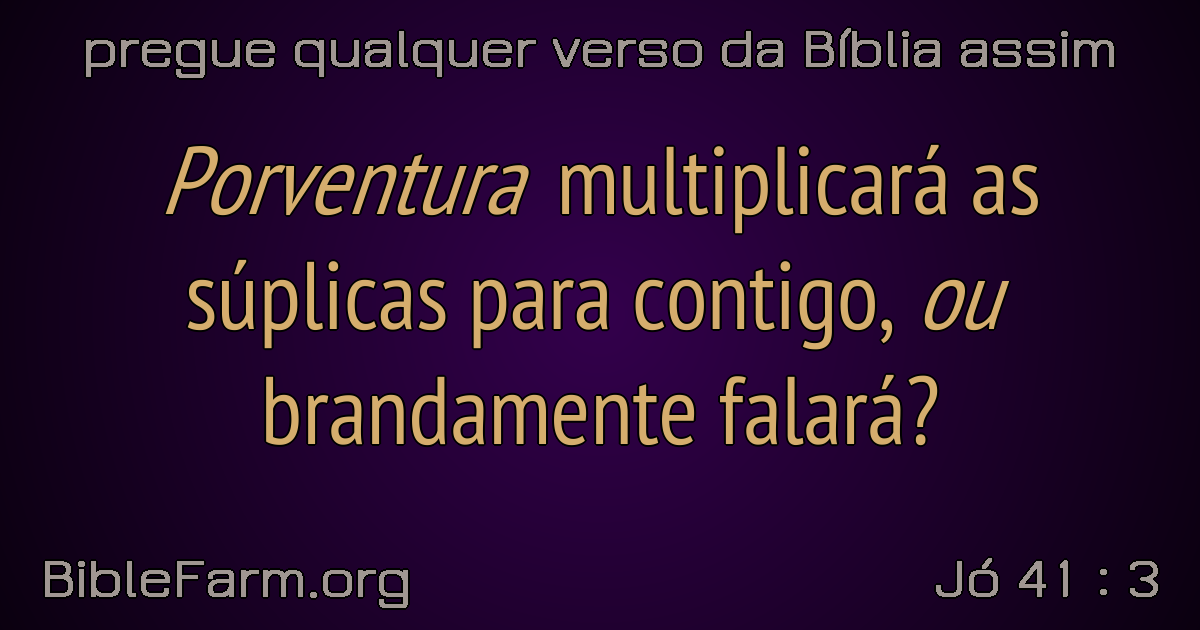 pregue qualquer verso da Bíblia assim
Porventura multiplicará as
súplicas para contigo, ou
brandamente falará?
BibleFarm.org
Jó 41 : 3